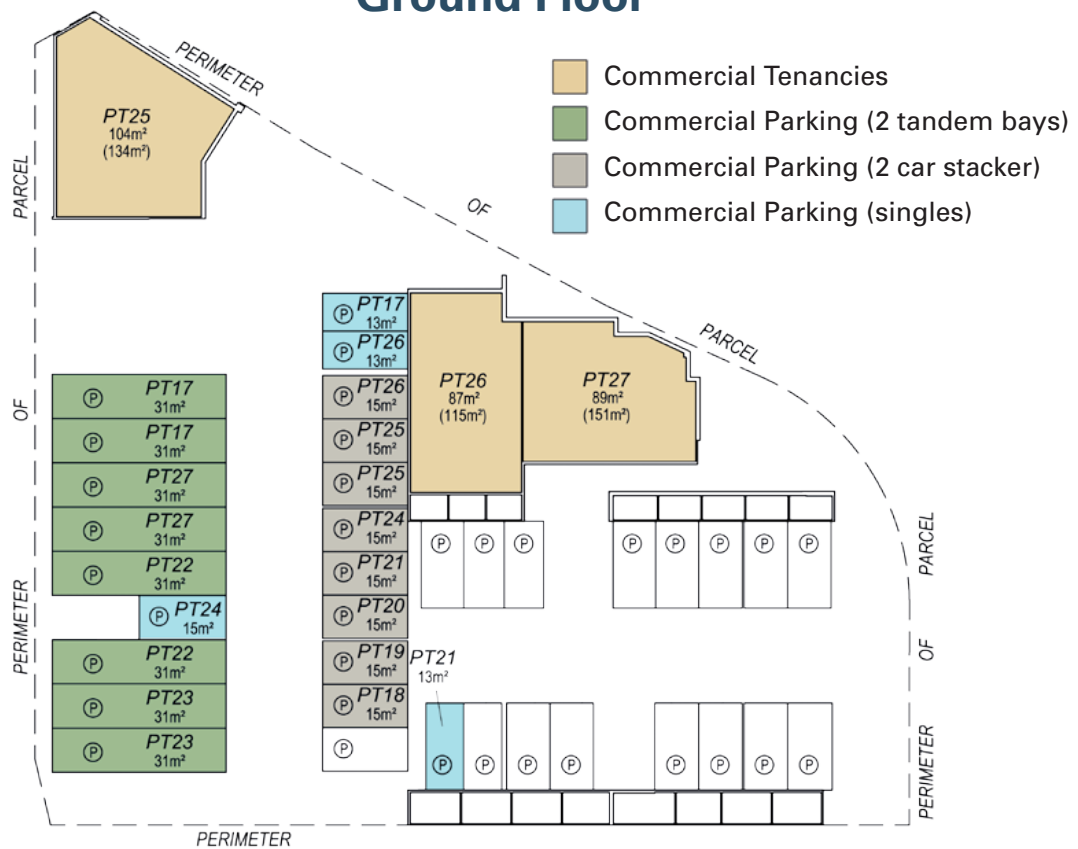 Ground Floor
Commercial Tenancies
Commercial Parking (2 tandem bays)
Commercial Parking (2 car stacker)
Commercial Parking (singles)
PERIMETER
OF
PARCEL
PARCEL
OF
PERIMETER
PARCEL
OF
PERIMETER
PERIMETER
PT25
104m²
(134m²)
PT26
87m²
(115m²)
PT27
89m²
(151m²)
P PT17
13m²
P PT26
13m²
P PT26
15m²
P PT25
15m²
P PT25
15m²
P PT24
15m²
P PT21
15m²
P PT20
15m²
P PT19
15m²
P PT18
15m²
P
P PT17
31m²
P PT17
31m²
P PT27
31m²
P PT27
31m²
P PT22
31m²
P PT24
15m²
P PT22
31m²
P PT23
31m²
P PT23
31m²
P P P
P P P P P
PT21
13m²
P P P P
P P P P